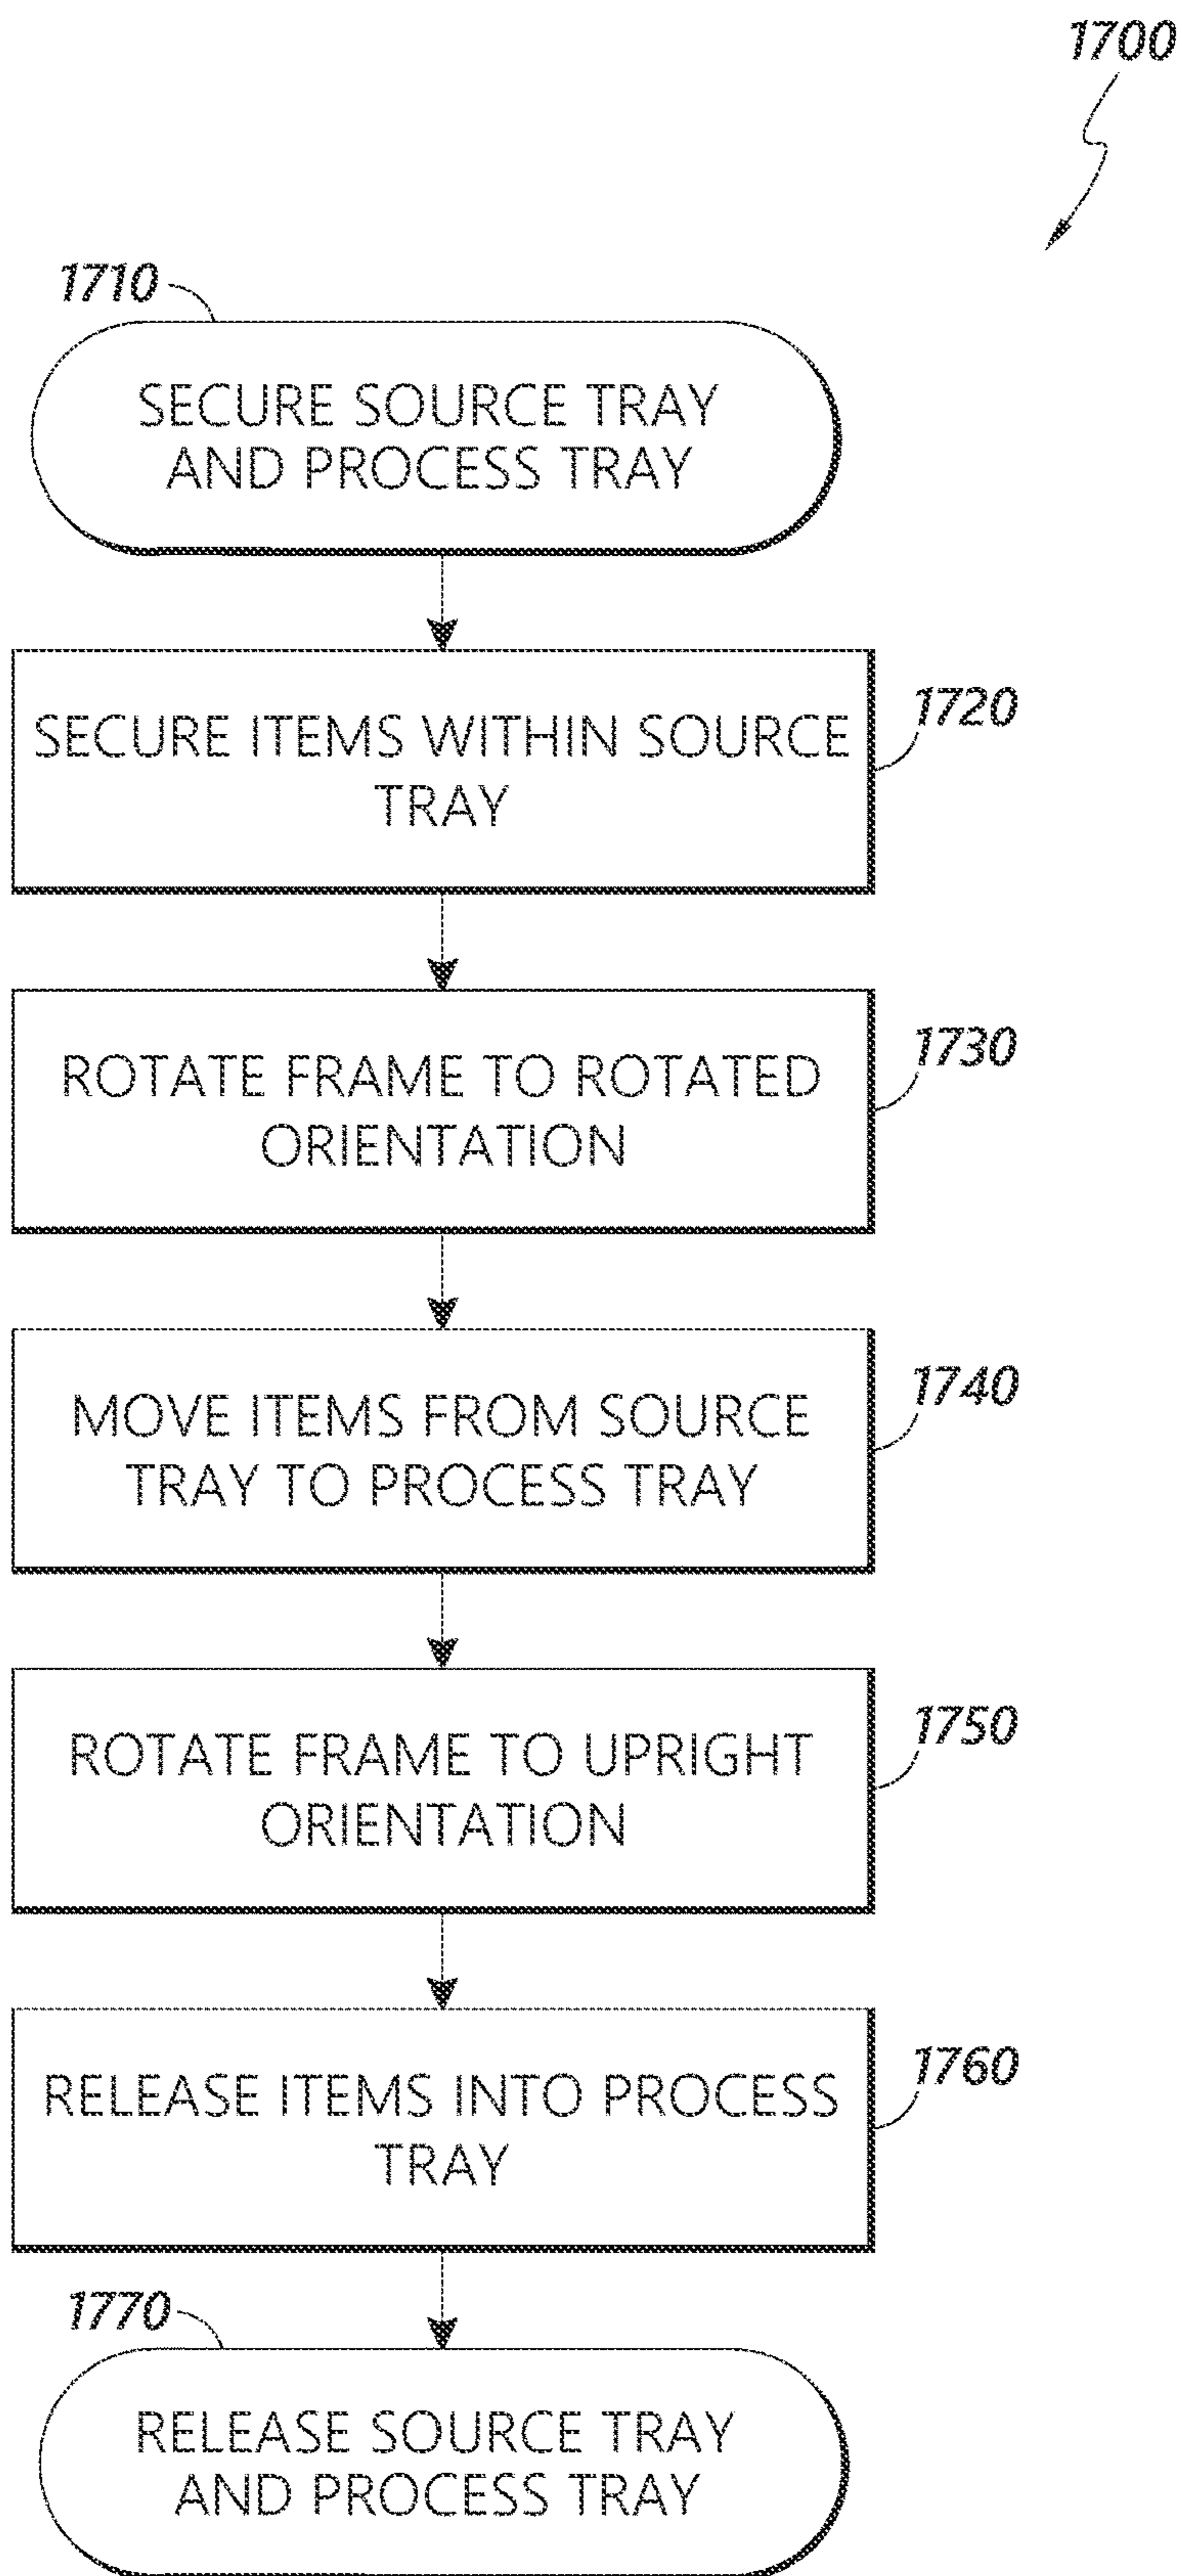 1700
1710
SECURE SOURCE TRAY
AND PROCESS TRAY
SECURE ITEMS WITHIN SOURCE
TRAY
1720
ROTATE FRAME TO ROTATED
ORIENTATION
1730
MOVE ITEMS FROM SOURCE
TRAY TO PROCESS TRAY
1740
ROTATE FRAME TO UPRIGHT
ORIENTATION
1750
RELEASE ITEMS INTO PROCESS
TRAY
1760
1770
RELEASE SOURCE TRAY
AND PROCESS TRAY